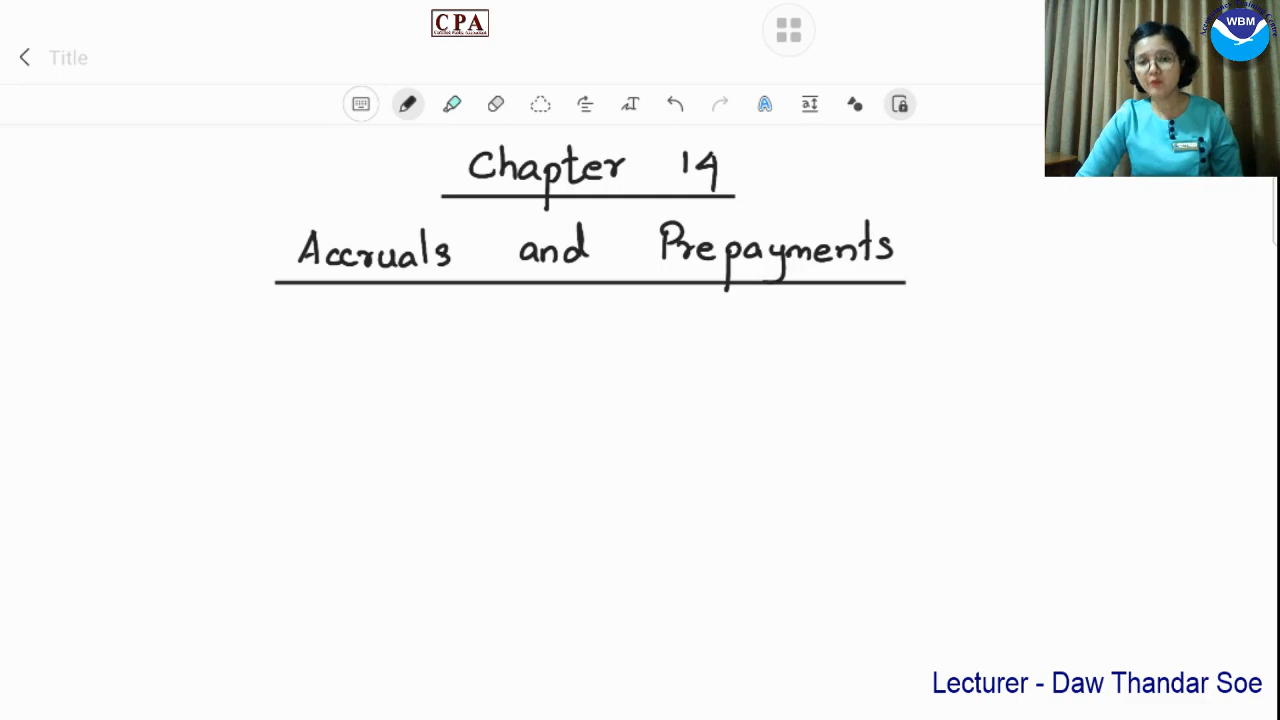 CPA
Title
WBM
Chapter 14
Accruals and Prepayments
Lecturer - Daw Thandar Soe